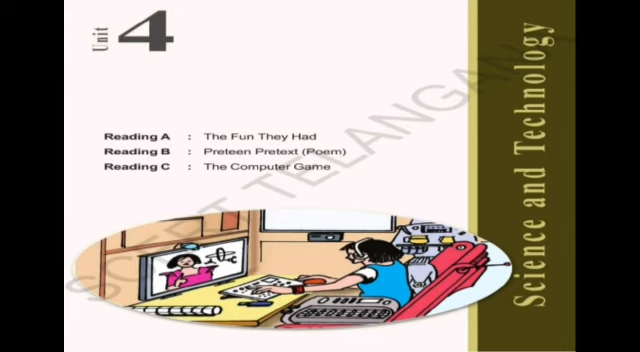 Unit 4
Reading A : The Fun They Had
Reading B : Preteen Pretext (Poem)
Reading C : The Computer Game
Science and Technology
SCERT TELANGANA